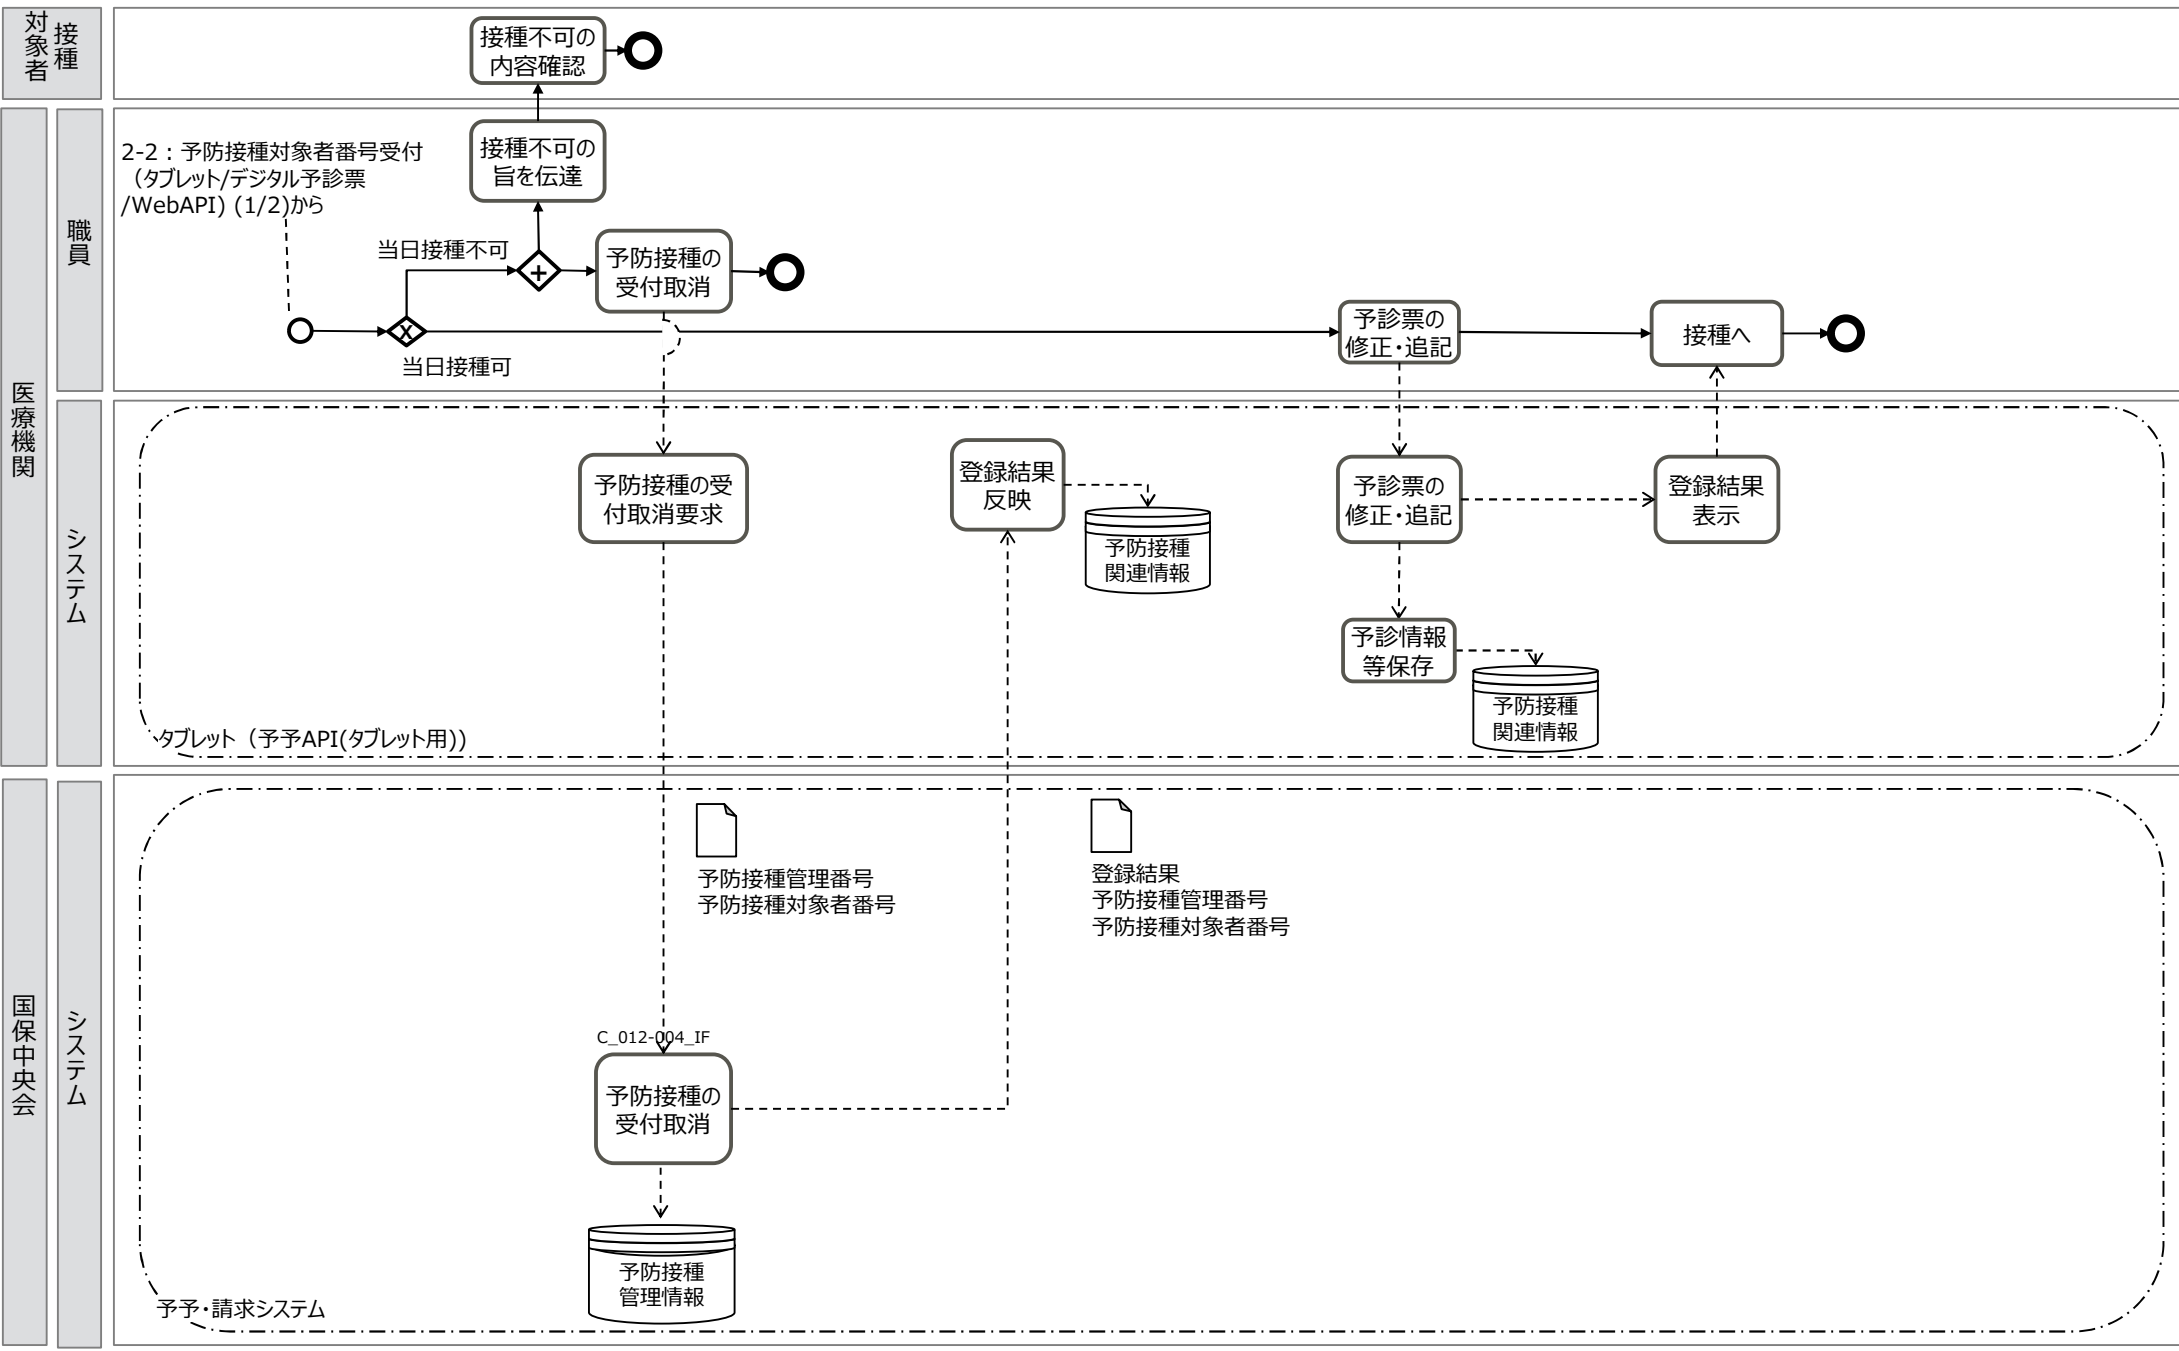 接種
対象者
接種不可の
内容確認
医療機関
職員
2-2：予防接種対象者番号受付
（タブレット/デジタル予診票
/WebAPI) (1/2)から
接種不可の
旨を伝達
当日接種不可
+
予防接種の
受付取消
X
当日接種可
予診票の
修正・追記
接種へ
システム
予防接種の受
付取消要求
登録結果
反映
予防接種
関連情報
予診票の
修正・追記
登録結果
表示
予診情報
等保存
予防接種
関連情報
タブレット（予予API(タブレット用))
国保中央会
システム
予防接種管理番号
予防接種対象者番号
登録結果
予防接種管理番号
予防接種対象者番号
C_012-004_IF
予防接種の
受付取消
予防接種
管理情報
予予・請求システム